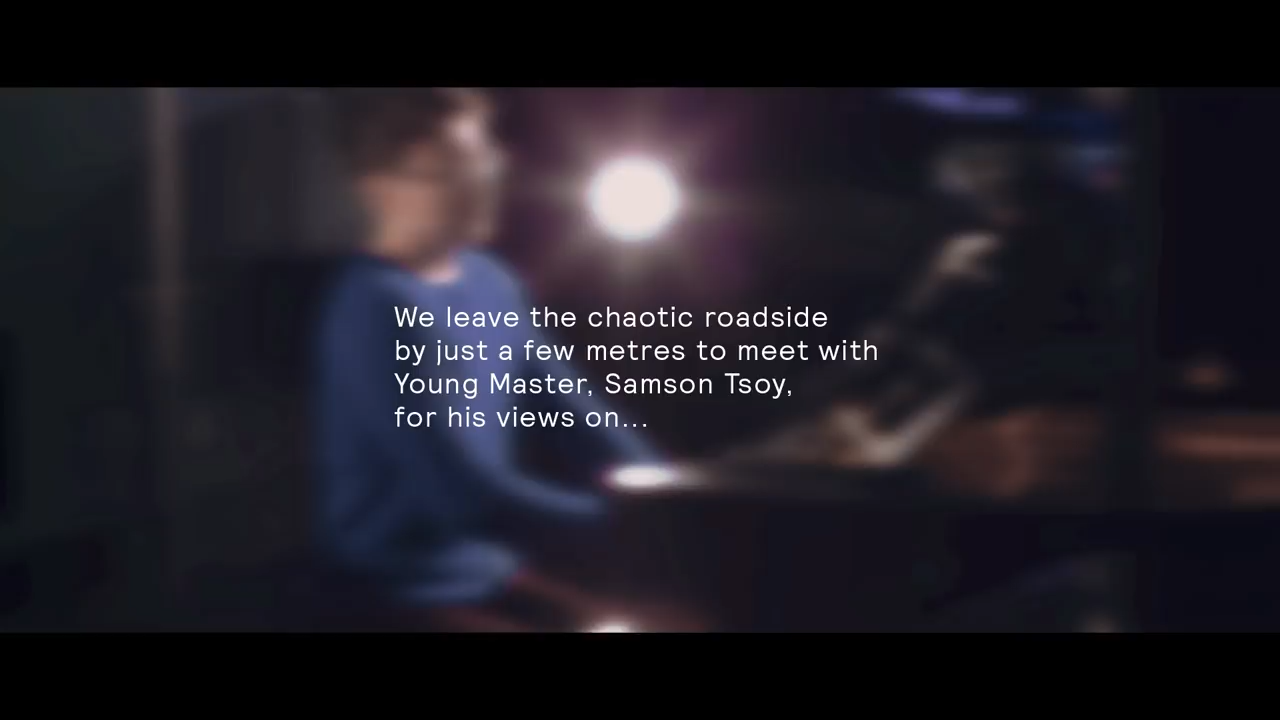 We leave the chaotic roadside
by just a few metres to meet with
Young Master, Samson Tsoy,
for his views on...